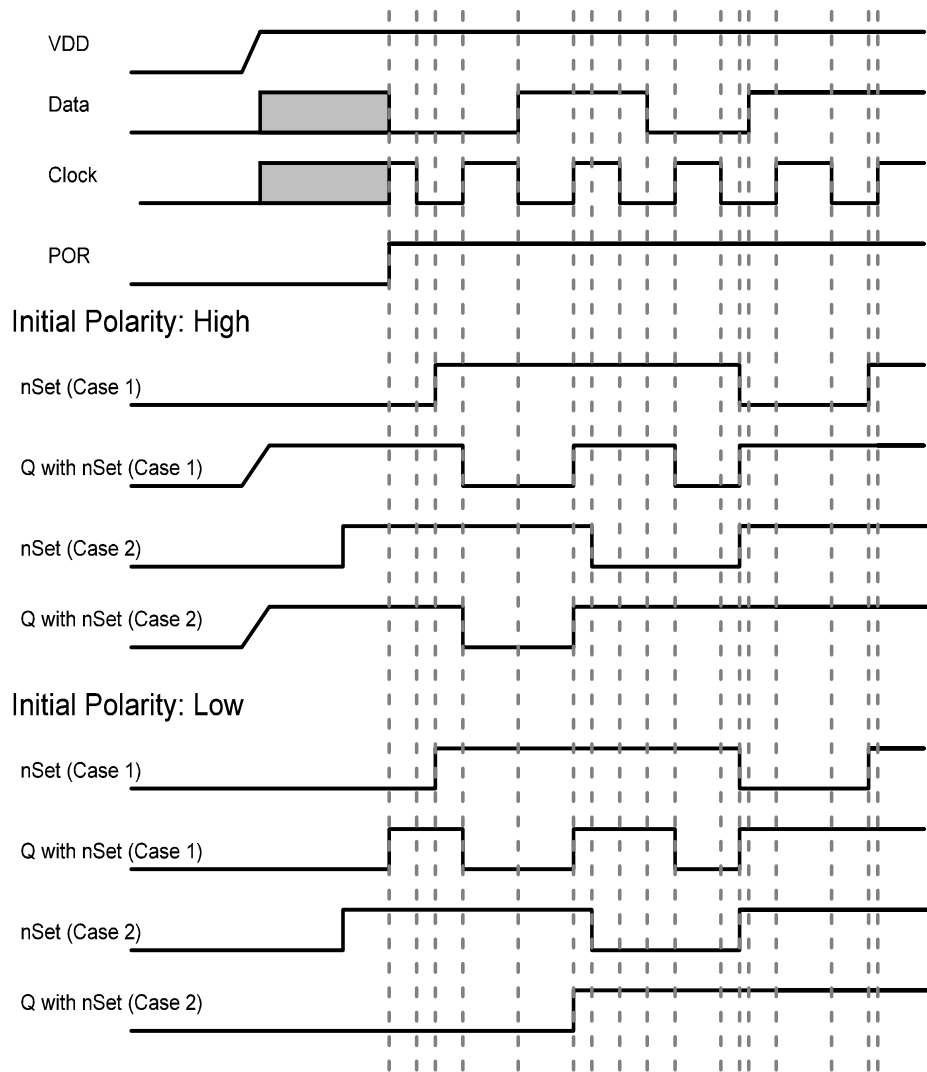 VDD
Data
Clock
POR
Initial Polarity: High
nSet (Case 1)
Q with nSet (Case 1)
nSet (Case 2)
Q with nSet (Case 2)
Initial Polarity: Low
nSet (Case 1)
Q with nSet (Case 1)
nSet (Case 2)
Q with nSet (Case 2)